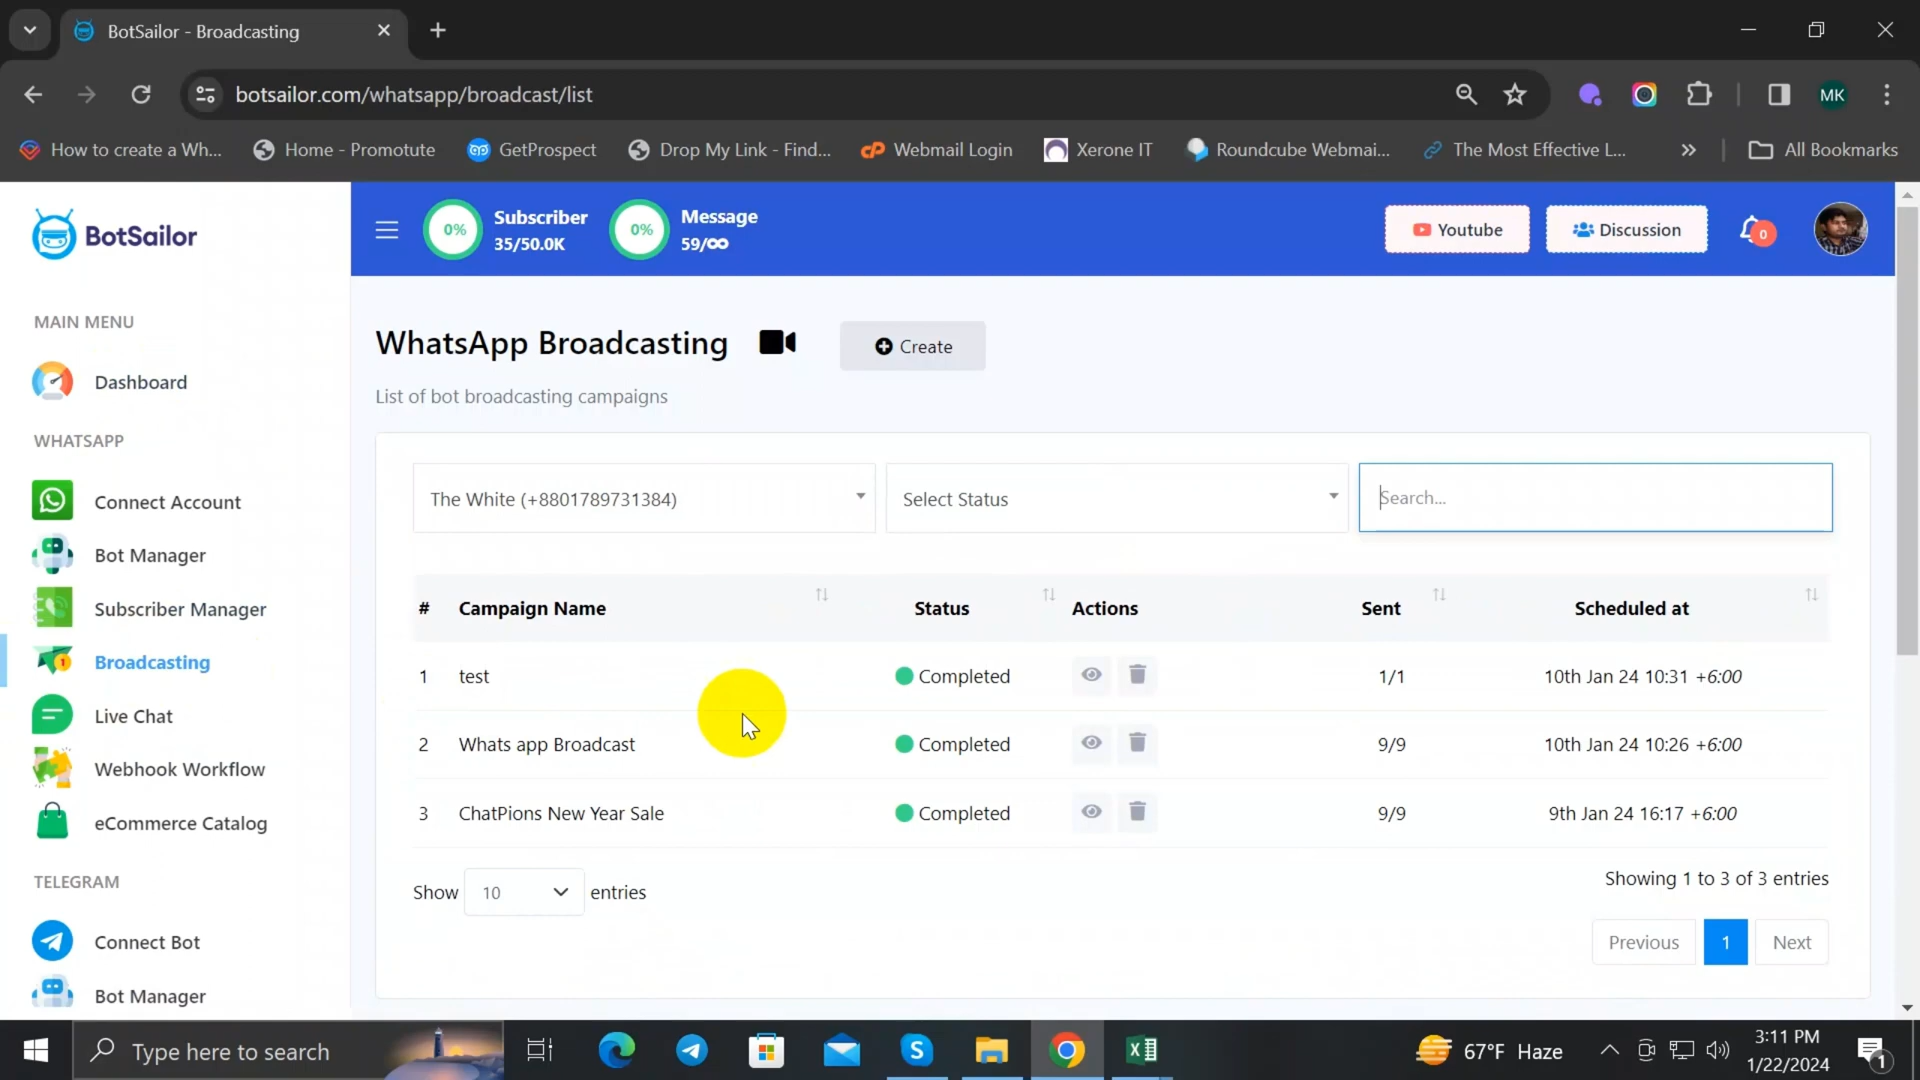 BotSailor - Broadcasting
botsailor.com/whatsapp/broadcast/list
MK
How to create a Wh...
Home - Promotute
GetProspect
Drop My Link - Find...
Webmail Login
Xerone IT
Roundcube Webmai...
The Most Effective L...
All Bookmarks
BotSailor
0%
Subscriber
35/50.0K
0%
Message
59/∞
Youtube
Discussion
0
MAIN MENU
Dashboard
WHATSAPP
Connect Account
Bot Manager
Subscriber Manager
Broadcasting
Live Chat
Webhook Workflow
eCommerce Catalog
TELEGRAM
Connect Bot
Bot Manager
WhatsApp Broadcasting
Create
List of bot broadcasting campaigns
The White (+8801789731384)
Select Status
Search...
# Campaign Name Status Actions Sent Scheduled at
1 test Completed 1/1 10th Jan 24 10:31 +6:00
2 Whats app Broadcast Completed 9/9 10th Jan 24 10:26 +6:00
3 ChatPions New Year Sale Completed 9/9 9th Jan 24 16:17 +6:00
Show 10 entries
Showing 1 to 3 of 3 entries
Previous 1 Next
Type here to search
67°F Haze
3:11 PM
1/22/2024
1